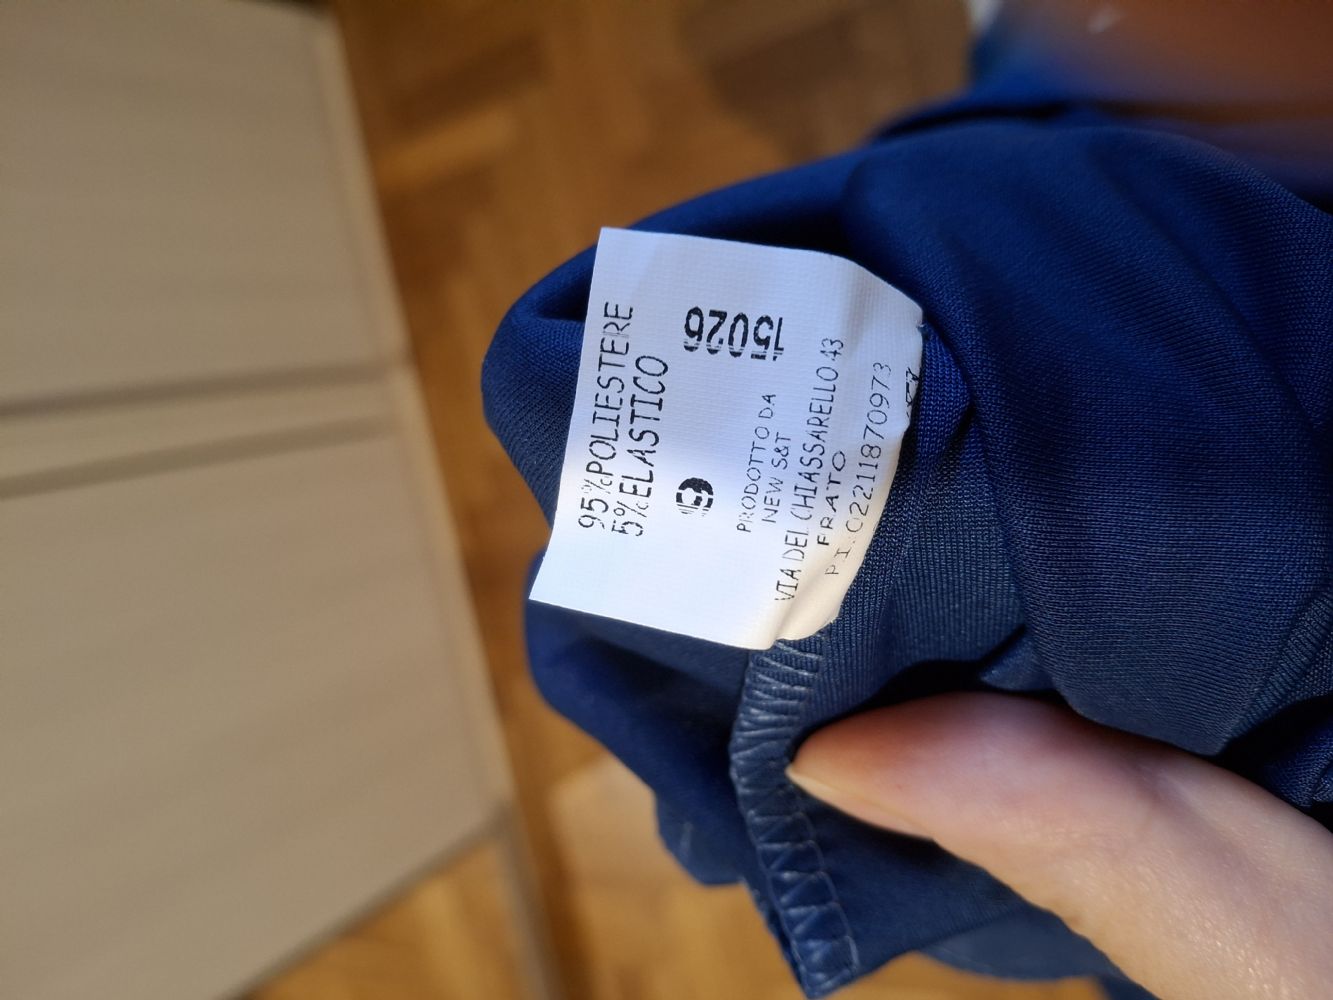 95%POLIESTERE
5%ELASTICO
15026
PRODOTTO DA
NEW S&T
VIA DEL CHIASSARELLO 43
PRATO
P.I. 02211870973